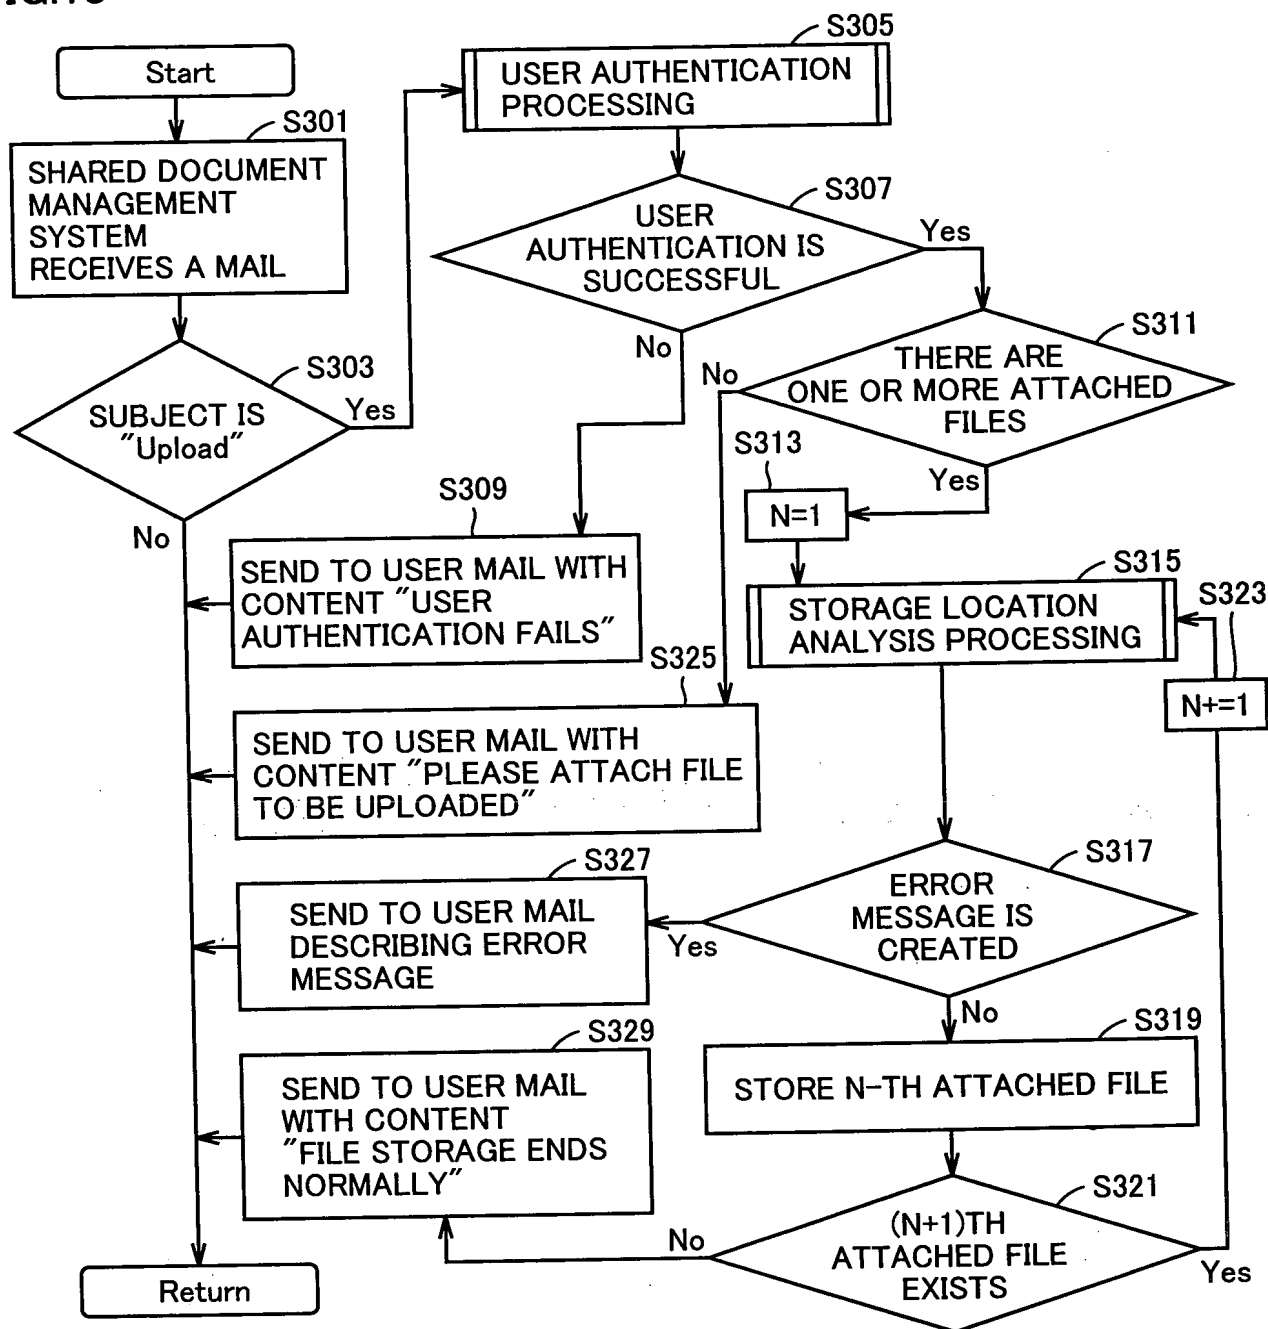 Start
S301
SHARED DOCUMENT
MANAGEMENT
SYSTEM
RECEIVES A MAIL
S303
SUBJECT IS
"Upload"
Yes
No
S305
USER AUTHENTICATION
PROCESSING
S307
USER
AUTHENTICATION IS
SUCCESSFUL
Yes
No
S311
THERE ARE
ONE OR MORE ATTACHED
FILES
No
Yes
S313
N=1
S309
SEND TO USER MAIL WITH
CONTENT "USER
AUTHENTICATION FAILS"
S315
STORAGE LOCATION
ANALYSIS PROCESSING
S323
N+=1
S325
SEND TO USER MAIL WITH
CONTENT "PLEASE ATTACH FILE
TO BE UPLOADED"
S317
ERROR
MESSAGE IS
CREATED
Yes
No
S327
SEND TO USER MAIL
DESCRIBING ERROR
MESSAGE
S319
STORE N-TH ATTACHED FILE
S329
SEND TO USER MAIL
WITH CONTENT
"FILE STORAGE ENDS
NORMALLY"
S321
(N+1)TH
ATTACHED FILE
EXISTS
No
Yes
Return